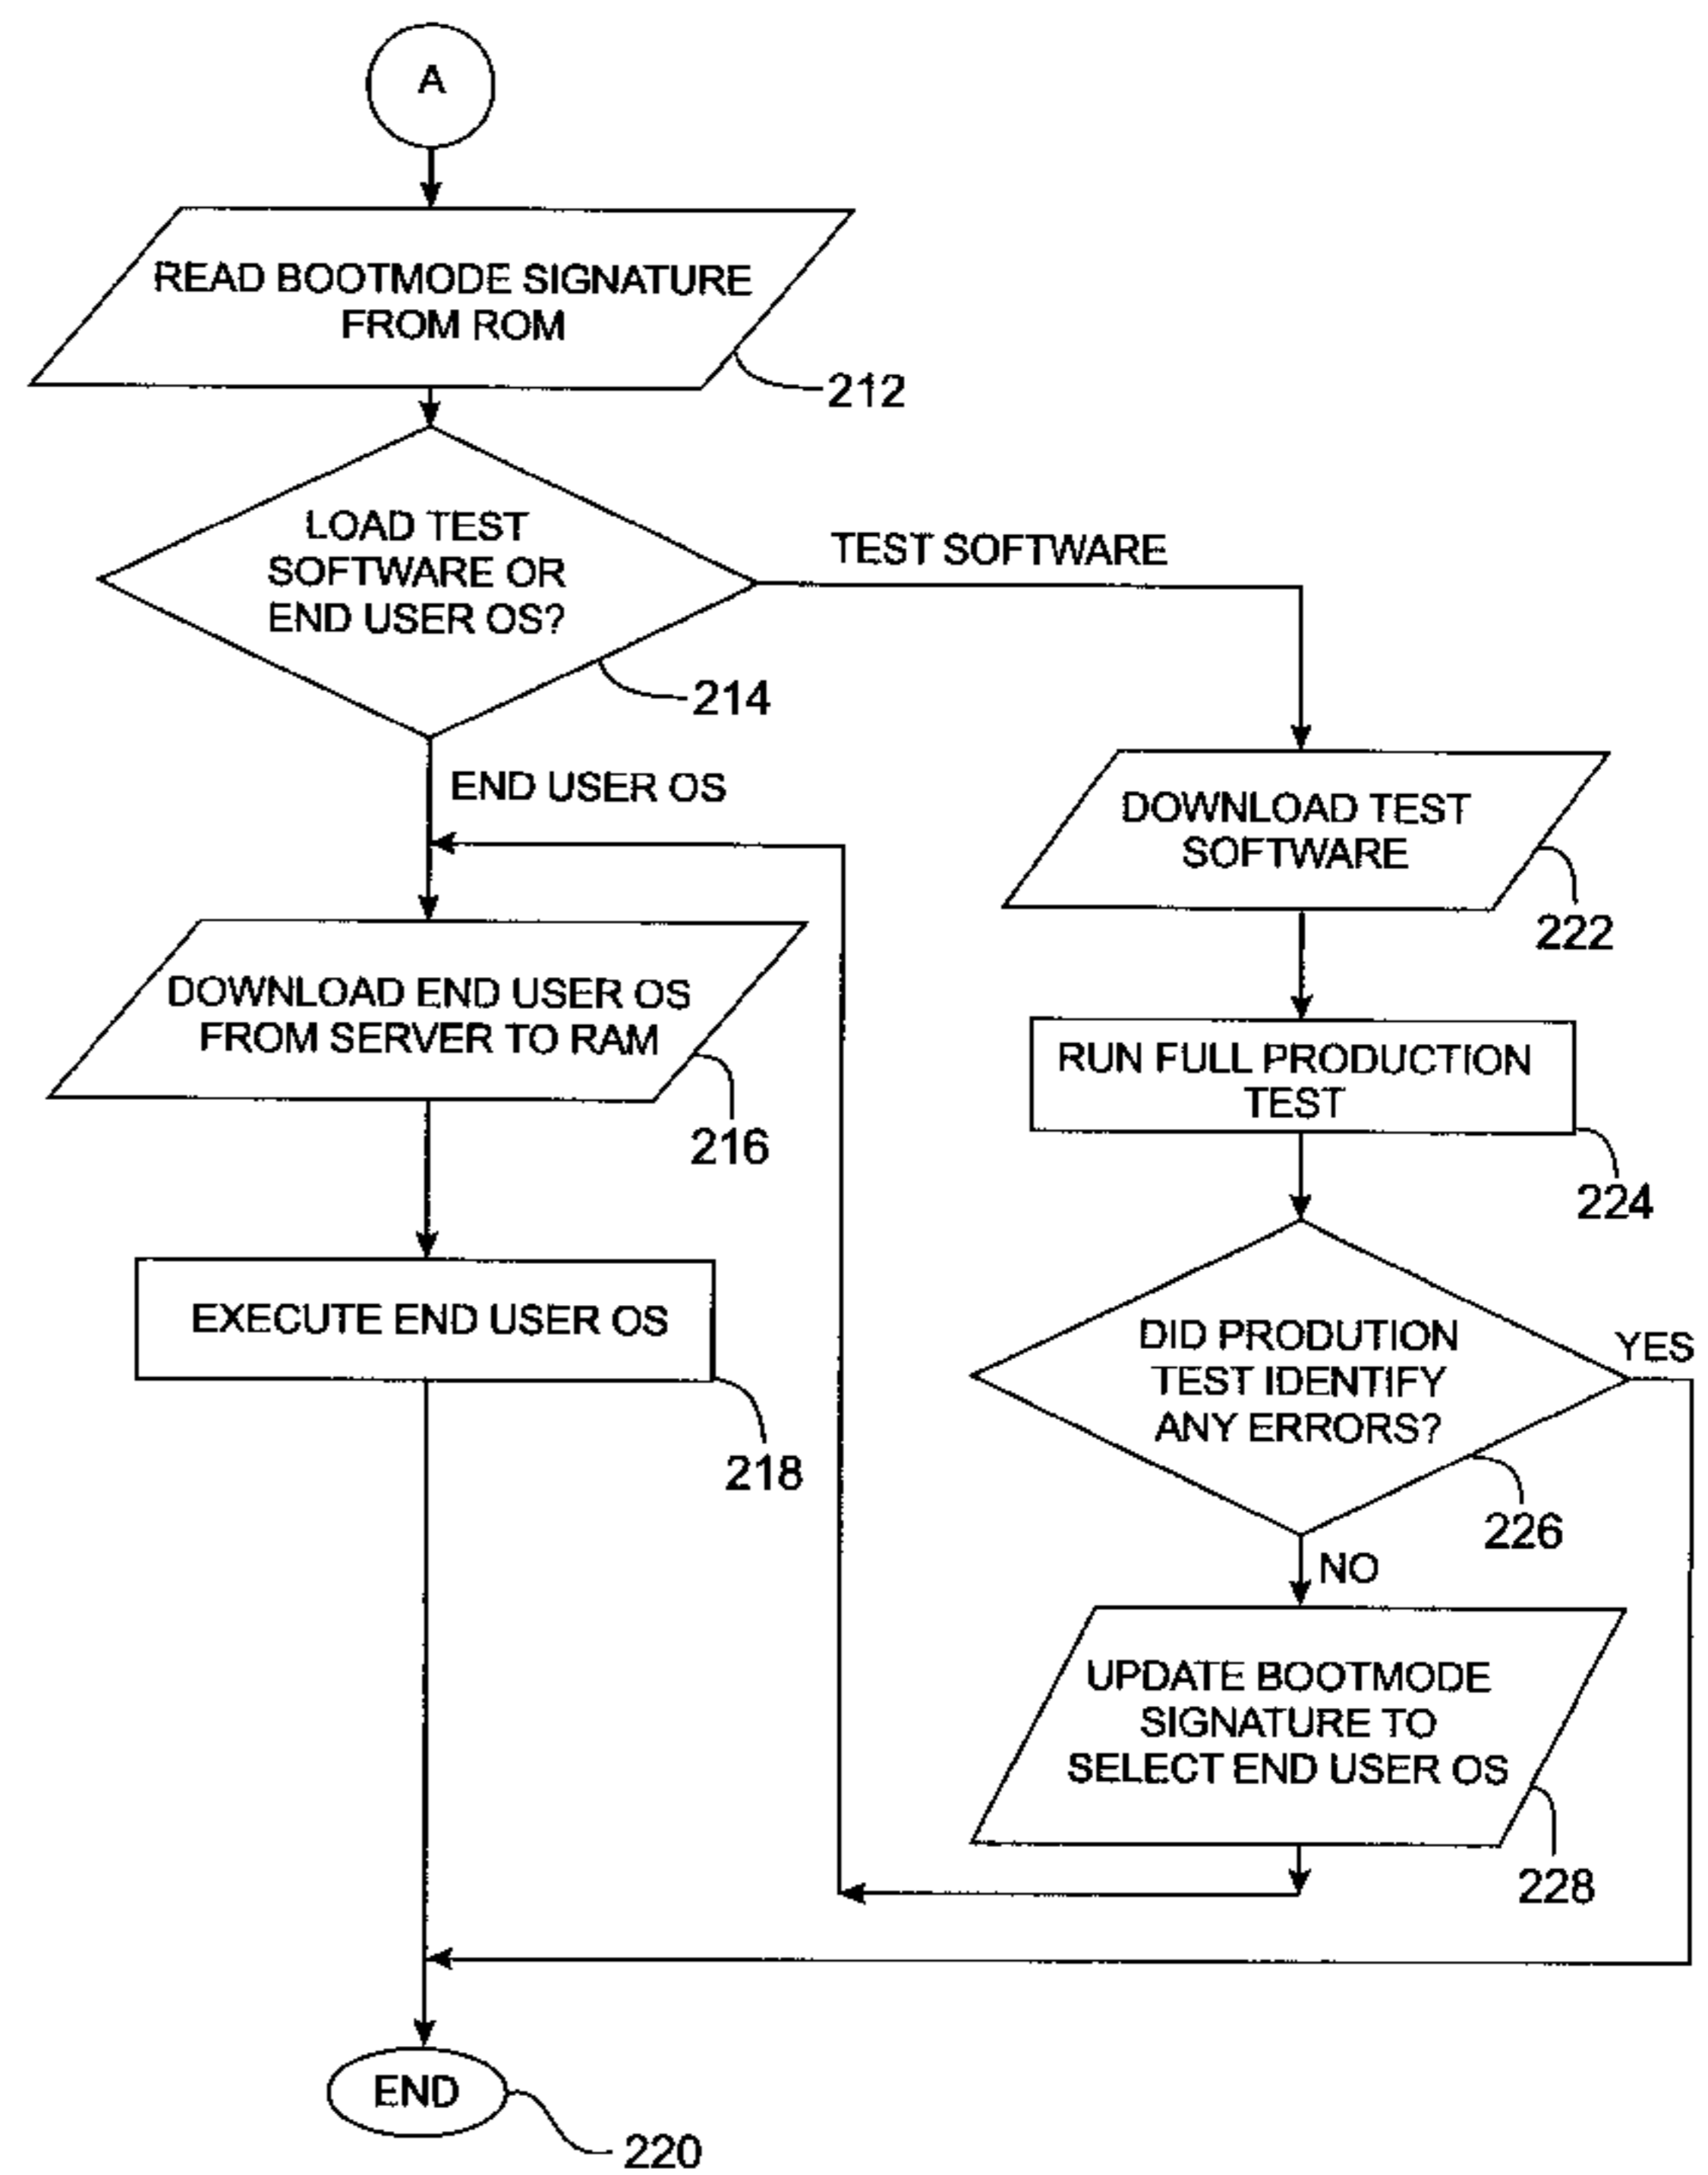 A
READ BOOTMODE SIGNATURE
FROM ROM
212
LOAD TEST
SOFTWARE OR
END USER OS?
214
TEST SOFTWARE
END USER OS
DOWNLOAD TEST
SOFTWARE
222
DOWNLOAD END USER OS
FROM SERVER TO RAM
216
RUN FULL PRODUCTION
TEST
224
EXECUTE END USER OS
218
DID PRODUTION
TEST IDENTIFY
ANY ERRORS?
YES
226
NO
UPDATE BOOTMODE
SIGNATURE TO
SELECT END USER OS
228
END
220